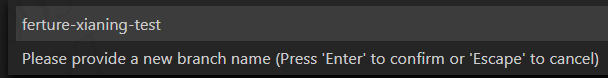 ferture-xianing-test
Please provide a new branch name (Press 'Enter' to confirm or 'Escape' to cancel)